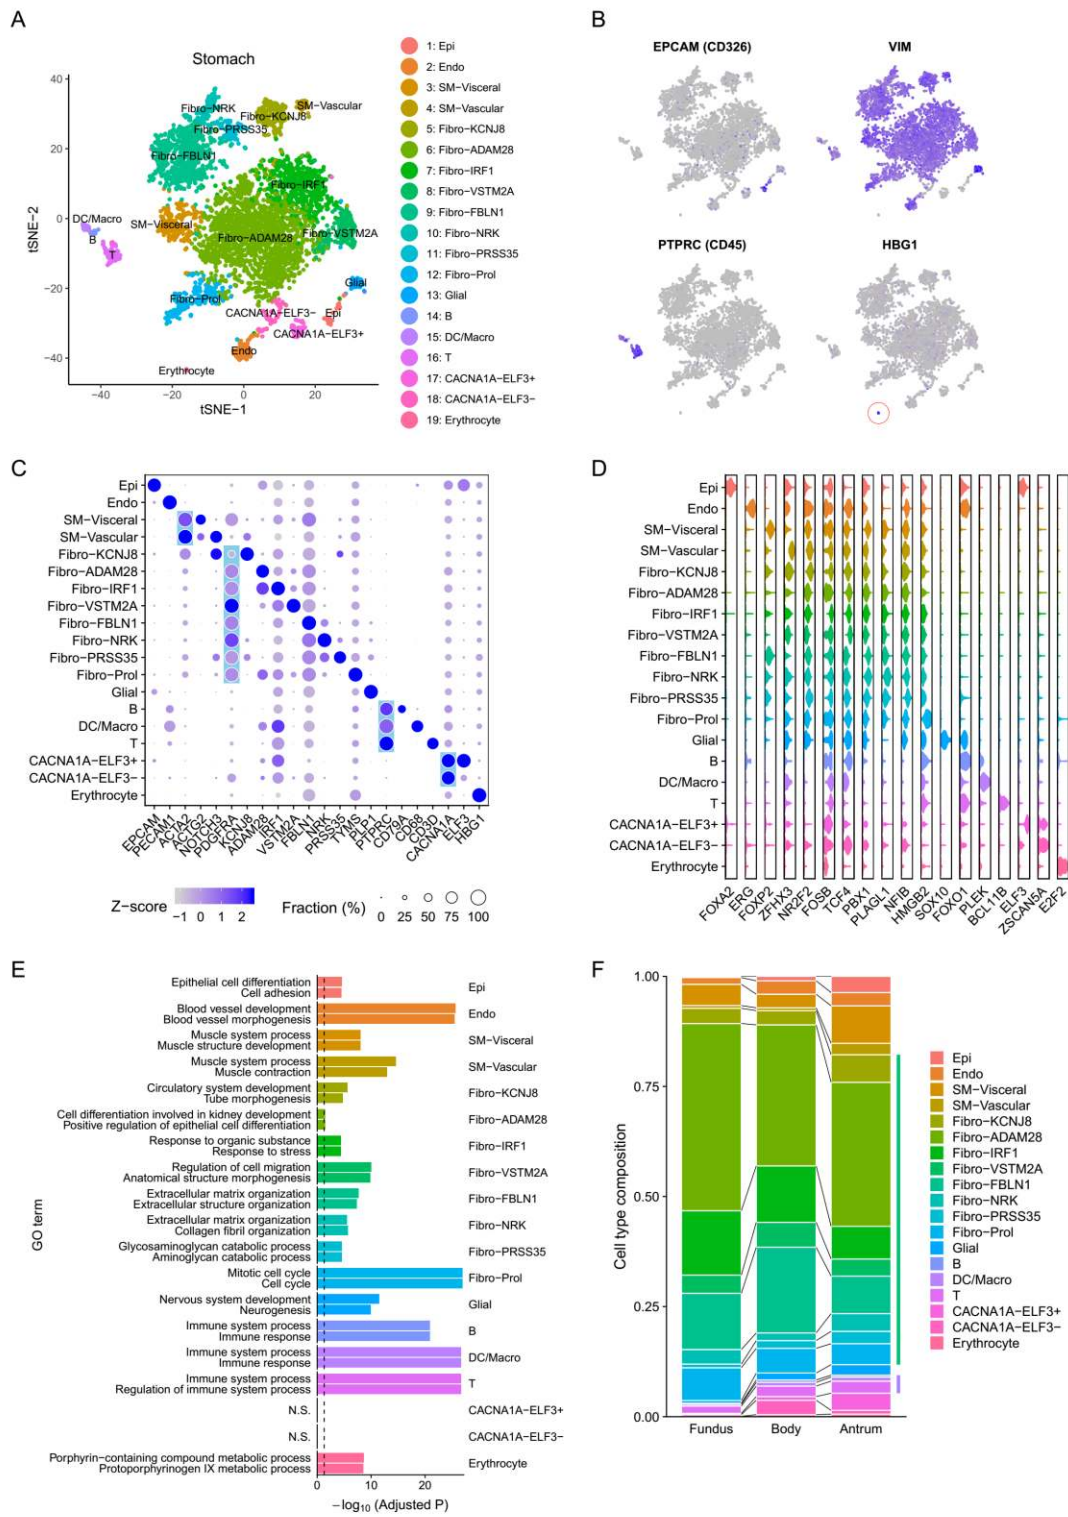 A
Stomach
40
20
0
−20
−40
tSNE−2
−40
−20
0
20
tSNE−1
Fibro−NRK
SM−Vascular
Fibro−KCNJ8
Fibro−PRSS35
Fibro−FBLN1
Fibro−IRF1
DC/Macro
SM−Visceral
B
Fibro−ADAM28
Fibro−VSTM2A
T
Glial
Fibro−Prol
CACNA1A−ELF3−
Epi
CACNA1A−ELF3+
Endo
Erythrocyte
1: Epi
2: Endo
3: SM−Visceral
4: SM−Vascular
5: Fibro−KCNJ8
6: Fibro−ADAM28
7: Fibro−IRF1
8: Fibro−VSTM2A
9: Fibro−FBLN1
10: Fibro−NRK
11: Fibro−PRSS35
12: Fibro−Prol
13: Glial
14: B
15: DC/Macro
16: T
17: CACNA1A−ELF3+
18: CACNA1A−ELF3−
19: Erythrocyte
B
EPCAM (CD326)
VIM
PTPRC (CD45)
HBG1
C
Epi
Endo
SM−Visceral
SM−Vascular
Fibro−KCNJ8
Fibro−ADAM28
Fibro−IRF1
Fibro−VSTM2A
Fibro−FBLN1
Fibro−NRK
Fibro−PRSS35
Fibro−Prol
Glial
B
DC/Macro
T
CACNA1A−ELF3+
CACNA1A−ELF3−
Erythrocyte
EPCAM
PECAM1
ACTA2
ACTG2
NOTCH3
PDGFRA
KCNJ8
ADAM28
IRF1
VSTM2A
FBLN1
NRK
PRSS35
TYMS
PLP1
PTPRC
CD79A
CD68
CD3D
CACNA1A
ELF3
HBG1
Z−score
−1 0 1 2
Fraction (%)
0 25 50 75 100
D
Epi
Endo
SM−Visceral
SM−Vascular
Fibro−KCNJ8
Fibro−ADAM28
Fibro−IRF1
Fibro−VSTM2A
Fibro−FBLN1
Fibro−NRK
Fibro−PRSS35
Fibro−Prol
Glial
B
DC/Macro
T
CACNA1A−ELF3+
CACNA1A−ELF3−
Erythrocyte
FOXA2
ERG
FOXP2
ZFHX3
NR2F2
FOSB
TCF4
PBX1
PLAGL1
NFIB
HMGB2
SOX10
FOXO1
PLEK
BCL11B
ELF3
ZSCAN5A
E2F2
E
GO term
Epithelial cell differentiation
Cell adhesion
Epi
Blood vessel development
Blood vessel morphogenesis
Endo
Muscle system process
Muscle structure development
SM−Visceral
Muscle system process
Muscle contraction
SM−Vascular
Circulatory system development
Tube morphogenesis
Fibro−KCNJ8
Cell differentiation involved in kidney development
Positive regulation of epithelial cell differentiation
Fibro−ADAM28
Response to organic substance
Response to stress
Fibro−IRF1
Regulation of cell migration
Anatomical structure morphogenesis
Fibro−VSTM2A
Extracellular matrix organization
Extracellular structure organization
Fibro−FBLN1
Extracellular matrix organization
Collagen fibril organization
Fibro−NRK
Glycosaminoglycan catabolic process
Aminoglycan catabolic process
Fibro−PRSS35
Mitotic cell cycle
Cell cycle
Fibro−Prol
Nervous system development
Neurogenesis
Glial
Immune system process
Immune response
B
Immune system process
Immune response
DC/Macro
Immune system process
Regulation of immune system process
T
N.S.
CACNA1A−ELF3+
N.S.
CACNA1A−ELF3−
Porphyrin−containing compound metabolic process
Protoporphyrinogen IX metabolic process
Erythrocyte
0 10 20
−log10 (Adjusted P)
F
Cell type composition
1.00
0.75
0.50
0.25
0.00
Fundus
Body
Antrum
Epi
Endo
SM−Visceral
SM−Vascular
Fibro−KCNJ8
Fibro−ADAM28
Fibro−IRF1
Fibro−VSTM2A
Fibro−FBLN1
Fibro−NRK
Fibro−PRSS35
Fibro−Prol
Glial
B
DC/Macro
T
CACNA1A−ELF3+
CACNA1A−ELF3−
Erythrocyte